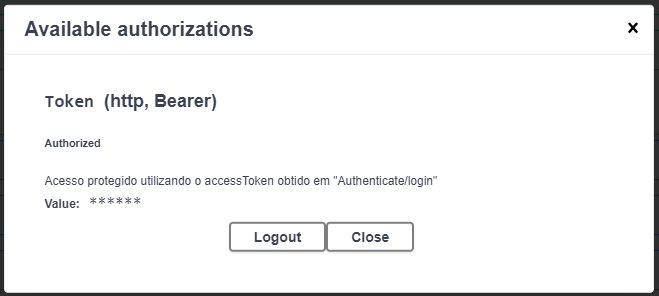 Available authorizations
Token (http, Bearer)
Authorized
Acesso protegido utilizando o accessToken obtido em "Authenticate/login"
Value: ******
Logout Close